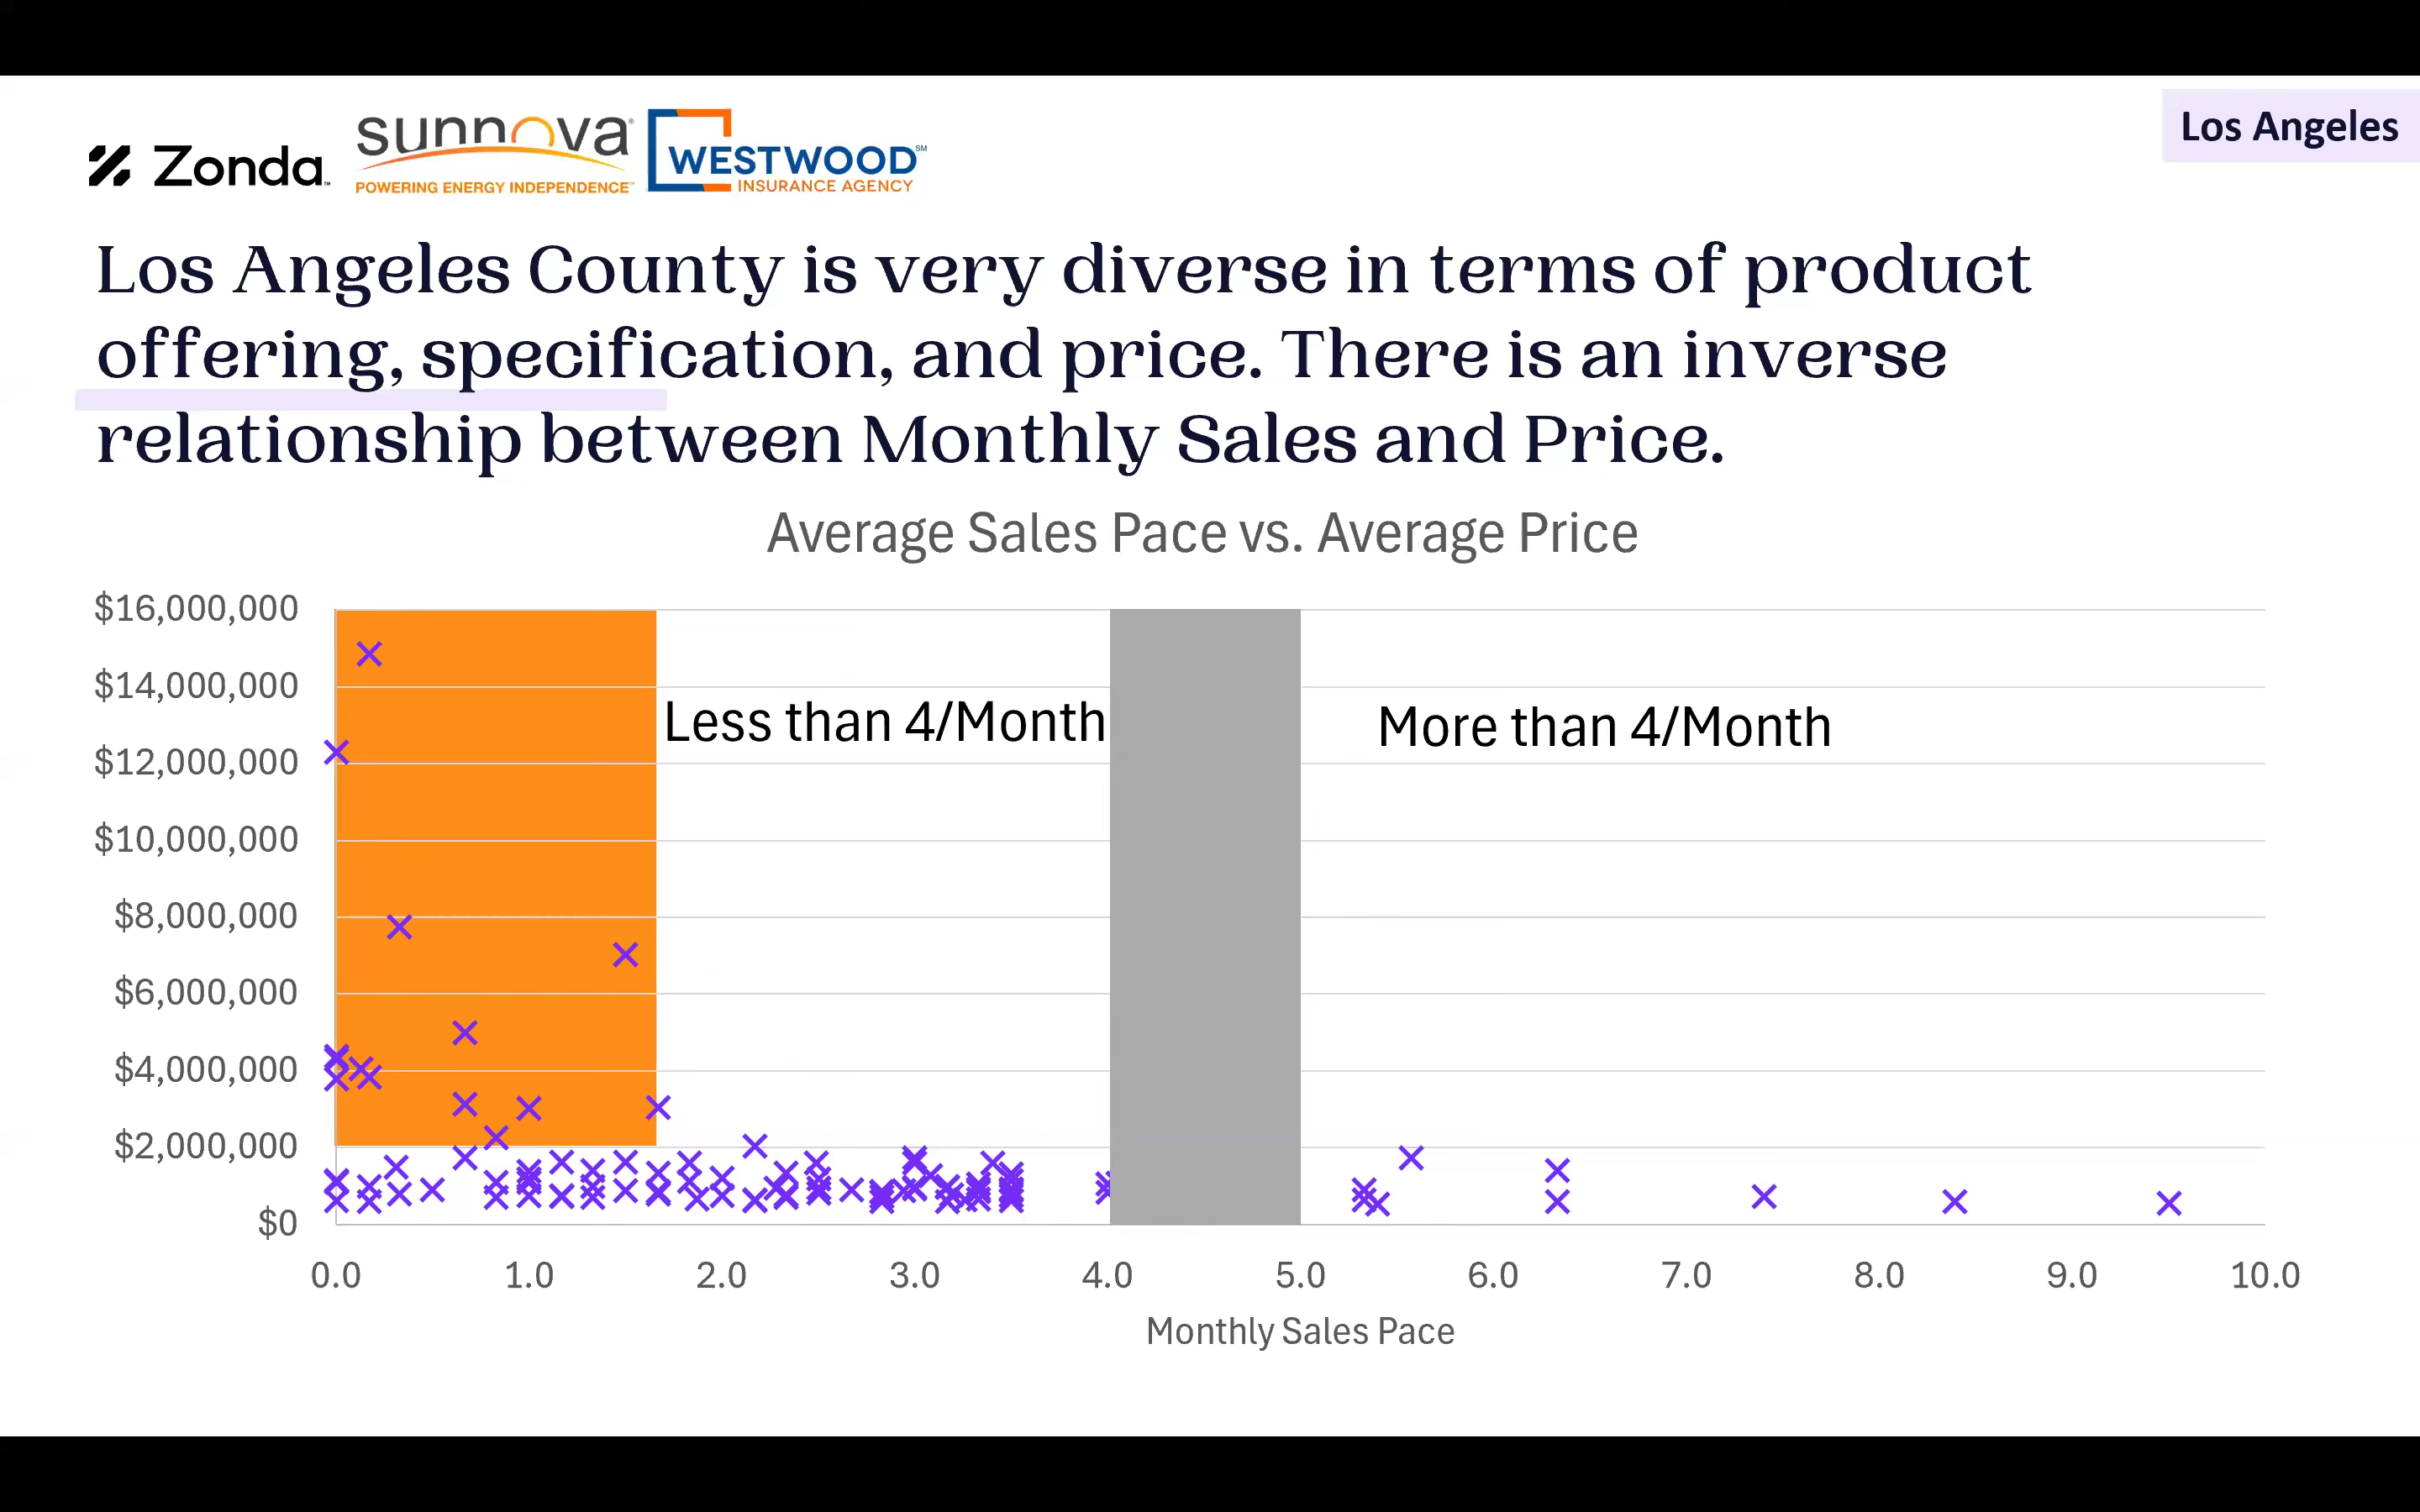 Zonda™
sunnova®
POWERING ENERGY INDEPENDENCE™
WESTWOOD℠
INSURANCE AGENCY
Los Angeles
Los Angeles County is very diverse in terms of product
offering, specification, and price. There is an inverse
relationship between Monthly Sales and Price.
Average Sales Pace vs. Average Price
$16,000,000
$14,000,000
$12,000,000
$10,000,000
$8,000,000
$6,000,000
$4,000,000
$2,000,000
$0
Less than 4/Month
More than 4/Month
0.0 1.0 2.0 3.0 4.0 5.0 6.0 7.0 8.0 9.0 10.0
Monthly Sales Pace